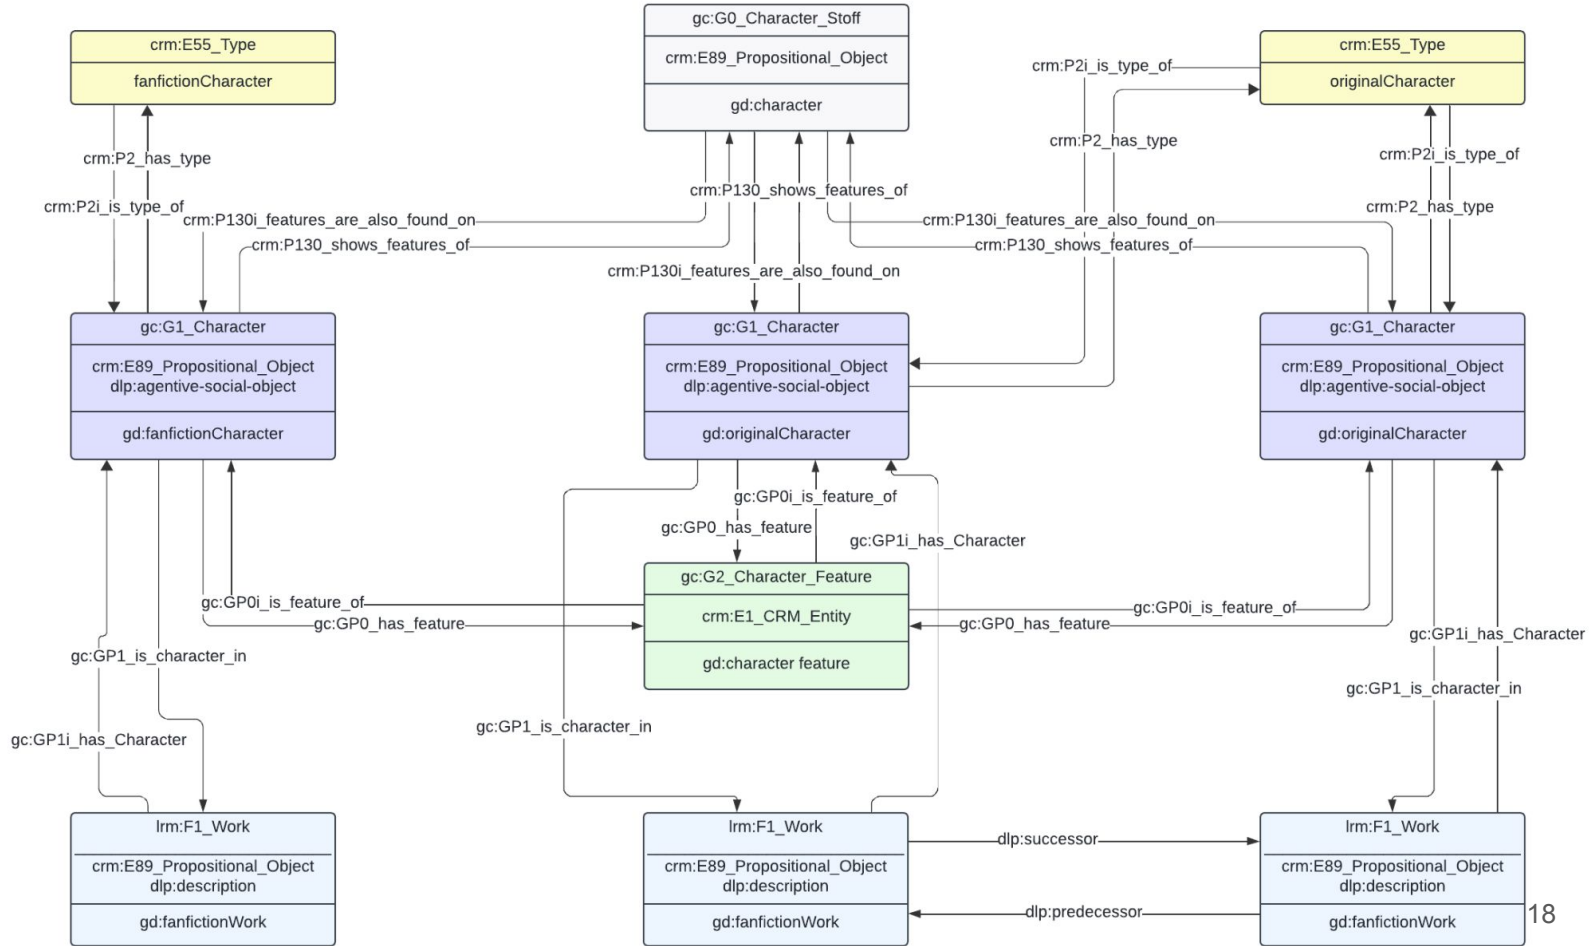 gc:G0_Character_Stoff
crm:E89_Propositional_Object
gd:character
crm:E55_Type
fanfictionCharacter
crm:E55_Type
originalCharacter
crm:P2i_is_type_of
crm:P2_has_type
crm:P2_has_type
crm:P2i_is_type_of
crm:P2i_is_type_of
crm:P2_has_type
crm:P130_shows_features_of
crm:P130i_features_are_also_found_on
crm:P130i_features_are_also_found_on
crm:P130_shows_features_of
crm:P130_shows_features_of
crm:P130i_features_are_also_found_on
gc:G1_Character
crm:E89_Propositional_Object
dlp:agentive-social-object
gd:fanfictionCharacter
gc:G1_Character
crm:E89_Propositional_Object
dlp:agentive-social-object
gd:originalCharacter
gc:G1_Character
crm:E89_Propositional_Object
dlp:agentive-social-object
gd:originalCharacter
gc:GP0i_is_feature_of
gc:GP0_has_feature
gc:GP1i_has_Character
gc:G2_Character_Feature
crm:E1_CRM_Entity
gd:character feature
gc:GP0i_is_feature_of
gc:GP0_has_feature
gc:GP0i_is_feature_of
gc:GP0_has_feature
gc:GP1i_has_Character
gc:GP1_is_character_in
gc:GP1_is_character_in
gc:GP1_is_character_in
gc:GP1i_has_Character
lrm:F1_Work
crm:E89_Propositional_Object
dlp:description
gd:fanfictionWork
lrm:F1_Work
crm:E89_Propositional_Object
dlp:description
gd:fanfictionWork
dlp:successor
dlp:predecessor
lrm:F1_Work
crm:E89_Propositional_Object
dlp:description
gd:fanfictionWork
18